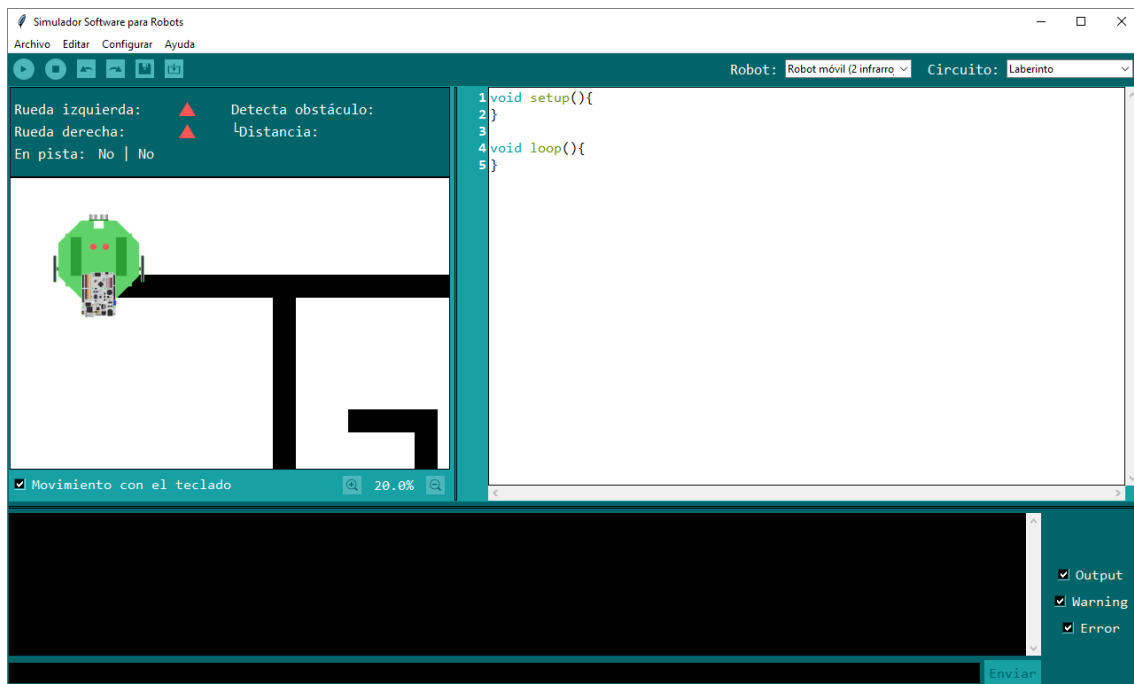 Simulador Software para Robots
Archivo Editar Configurar Ayuda
Robot: Robot móvil (2 infrarro Circuito: Laberinto
Rueda izquierda: Detecta obstáculo:
Rueda derecha: └Distancia:
En pista: No | No
1 void setup(){
2 }
3
4 void loop(){
5 }
Movimiento con el teclado 20.0%
Output
Warning
Error
Enviar